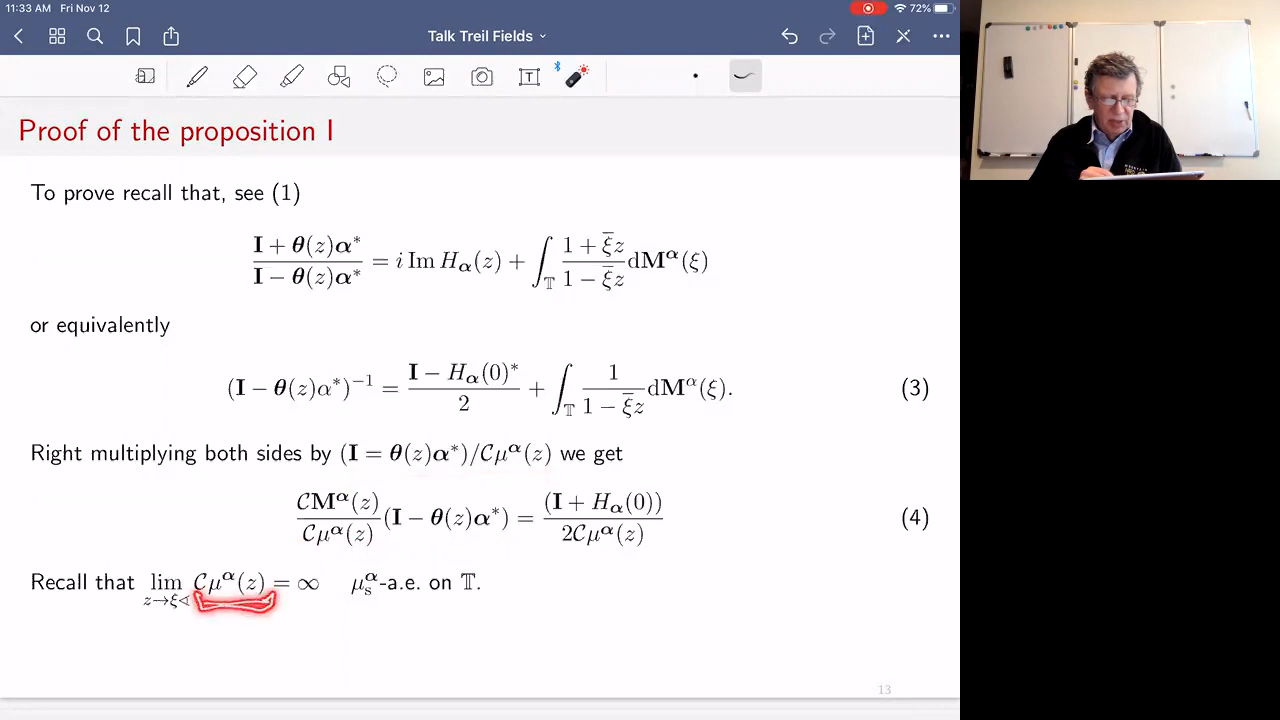 11:33 AM Fri Nov 12
72%
Talk Treil Fields
T
Proof of the proposition I
To prove recall that, see (1)
I + θ(z)α* / I − θ(z)α* = i Im H_α(z) + ∫_𝕋 (1 + ξ̄z)/(1 − ξ̄z) dM^α(ξ)
or equivalently
(I − θ(z)α*)^{−1} = (I − H_α(0)*)/2 + ∫_𝕋 1/(1 − ξ̄z) dM^α(ξ). (3)
Right multiplying both sides by (I = θ(z)α*)/𝒞μ^α(z) we get
𝒞M^α(z)/𝒞μ^α(z) (I − θ(z)α*) = (I + H_α(0))/2𝒞μ^α(z) (4)
Recall that lim_{z→ξ∢} 𝒞μ^α(z) = ∞ μ_s^α-a.e. on 𝕋.
13